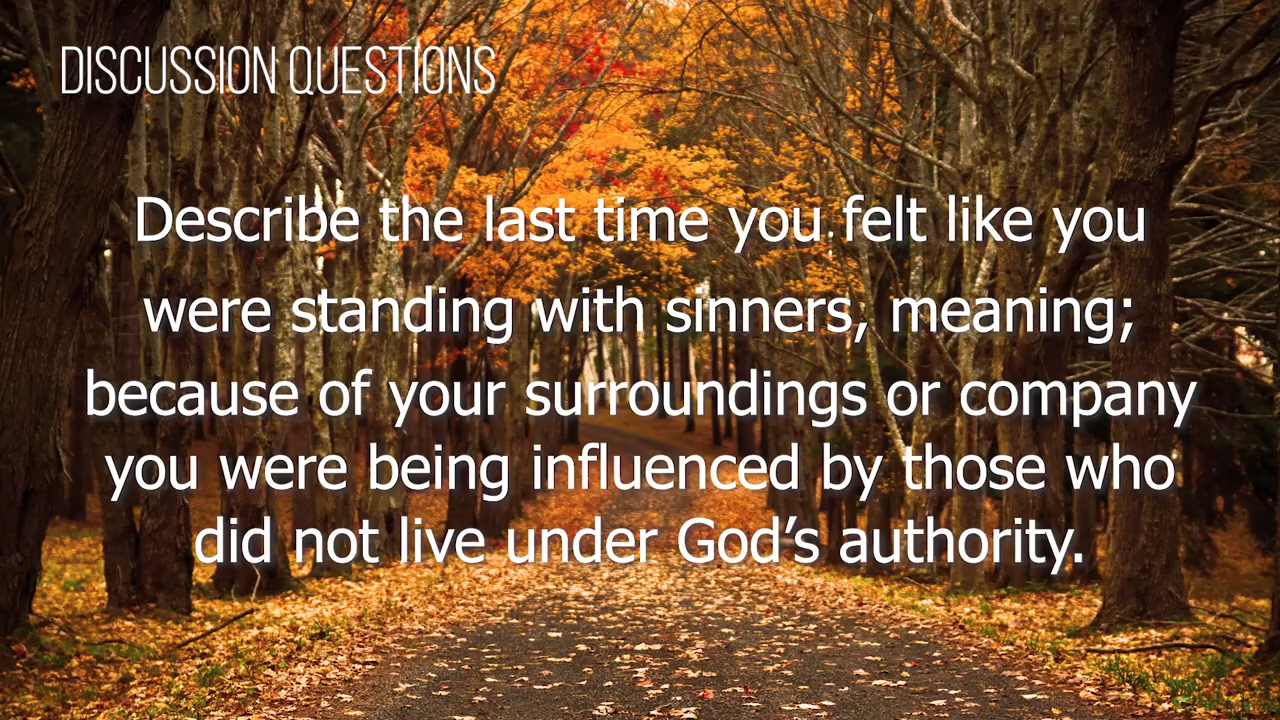 DISCUSSION QUESTIONS
Describe the last time you felt like you
were standing with sinners, meaning;
because of your surroundings or company
you were being influenced by those who
did not live under God’s authority.